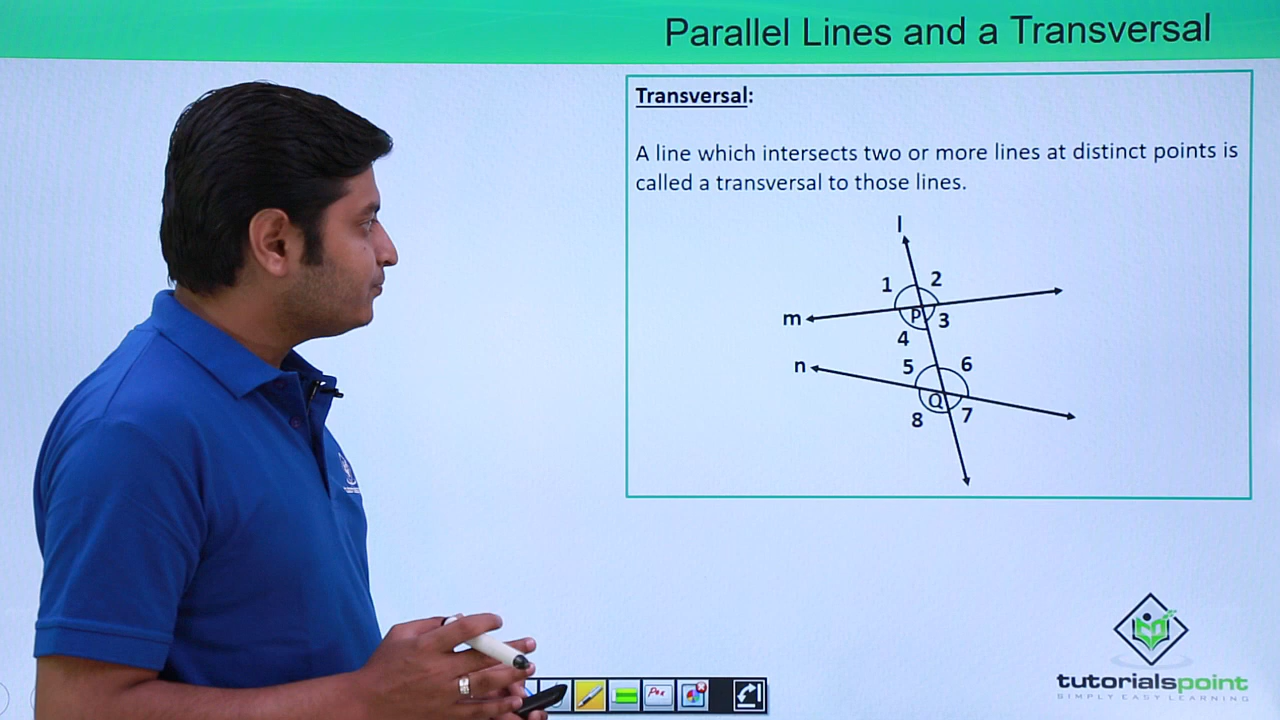 Parallel Lines and a Transversal
Transversal:
A line which intersects two or more lines at distinct points is
called a transversal to those lines.
l
1 2
m P 3
4
n 5 6
Q
8 7
tutorialspoint
SIMPLY EASY LEARNING
Pen